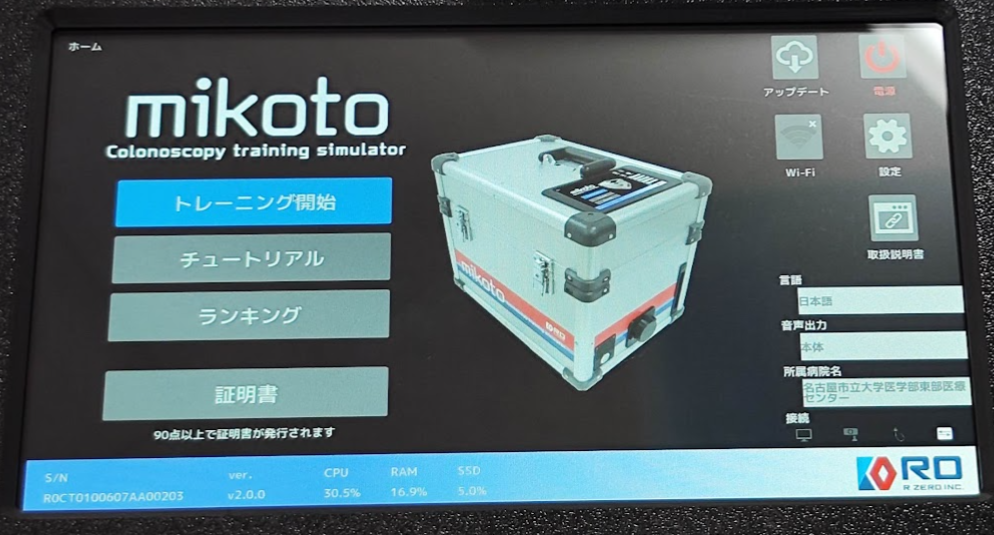 ホーム
mikoto
Colonoscopy training simulator
トレーニング開始
チュートリアル
ランキング
証明書
90点以上で証明書が発行されます
mikoto
mikoto
アップデート
電源
Wi-Fi
設定
取扱説明書
言語
日本語
音声出力
本体
所属病院名
名古屋市立大学医学部東部医療
センター
接続
S/N
R0CT0100607AA00203
ver.
v2.0.0
CPU
30.5%
RAM
16.9%
SSD
5.0%
RO
R ZERO INC.